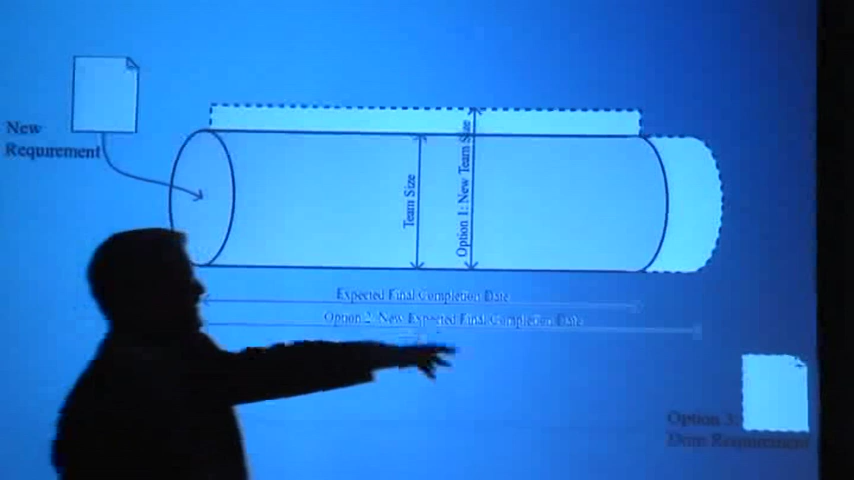 New
Requirement
Team Size
Option 1: New Team Size
Expected Final Completion Date
Option 2: New Expected Final Completion Date
Option 3:
Done Requirement